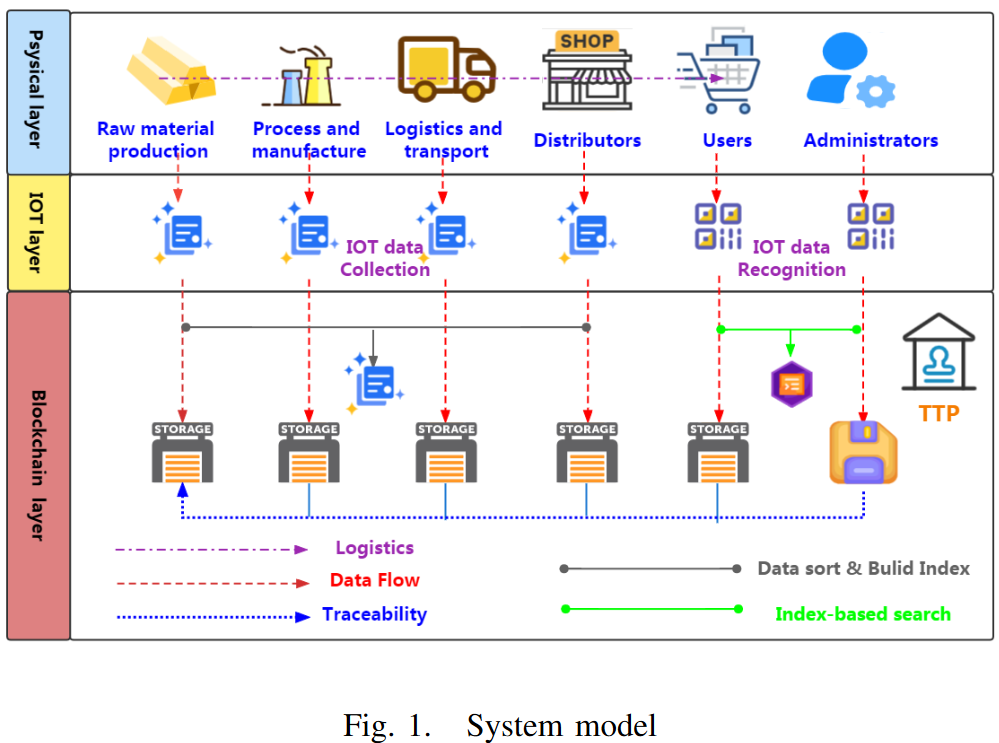 Psysical layer
SHOP
Raw material
production
Process and
manufacture
Logistics and
transport
Distributors
Users
Administrators
IOT layer
IOT data
Collection
IOT data
Recognition
Blockchain layer
TTP
STORAGE
STORAGE
STORAGE
STORAGE
STORAGE
Logistics
Data Flow
Traceability
Data sort & Bulid Index
Index-based search
Fig. 1. System model